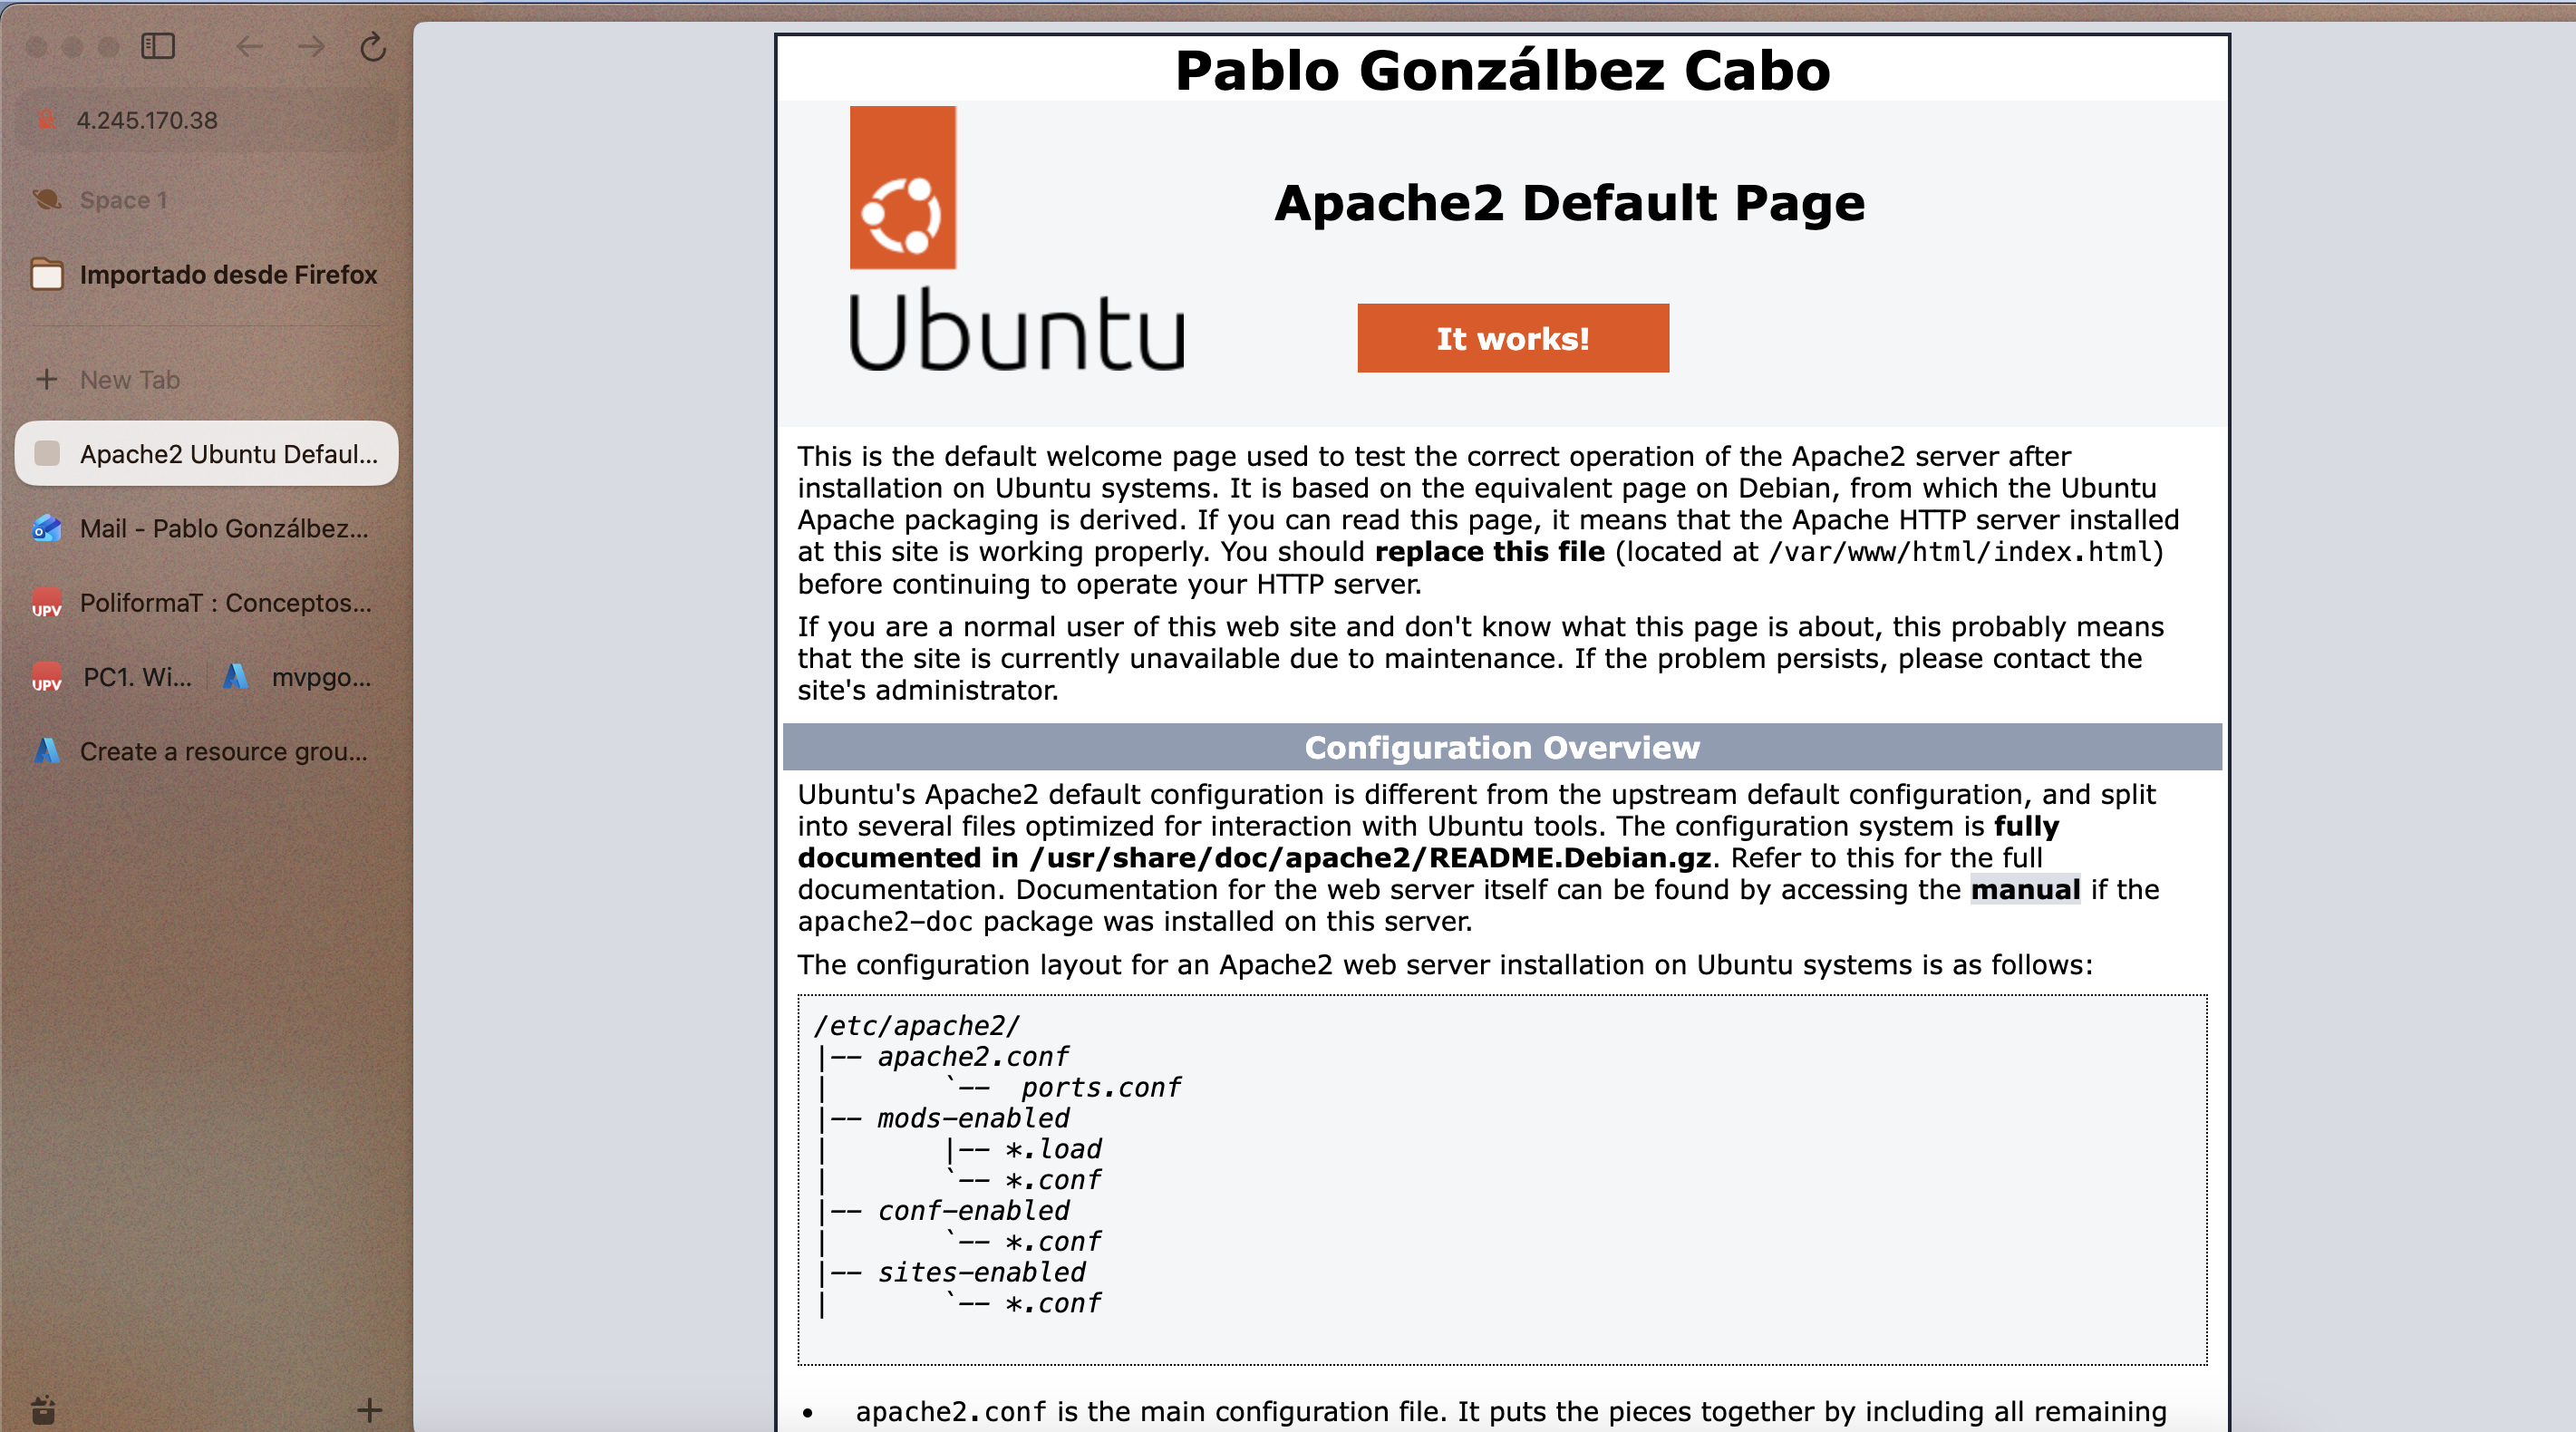 4.245.170.38
Space 1
Importado desde Firefox
New Tab
Apache2 Ubuntu Defaul...
Mail - Pablo Gonzálbez...
UPV PoliformaT : Conceptos...
UPV PC1. Wi... mvpgo...
Create a resource grou...
Pablo Gonzálbez Cabo
Ubuntu
Apache2 Default Page
It works!
This is the default welcome page used to test the correct operation of the Apache2 server after
installation on Ubuntu systems. It is based on the equivalent page on Debian, from which the Ubuntu
Apache packaging is derived. If you can read this page, it means that the Apache HTTP server installed
at this site is working properly. You should replace this file (located at /var/www/html/index.html)
before continuing to operate your HTTP server.
If you are a normal user of this web site and don't know what this page is about, this probably means
that the site is currently unavailable due to maintenance. If the problem persists, please contact the
site's administrator.
Configuration Overview
Ubuntu's Apache2 default configuration is different from the upstream default configuration, and split
into several files optimized for interaction with Ubuntu tools. The configuration system is fully
documented in /usr/share/doc/apache2/README.Debian.gz. Refer to this for the full
documentation. Documentation for the web server itself can be found by accessing the manual if the
apache2-doc package was installed on this server.
The configuration layout for an Apache2 web server installation on Ubuntu systems is as follows:
/etc/apache2/
|-- apache2.conf
|       `--  ports.conf
|-- mods-enabled
|       |-- *.load
|       `-- *.conf
|-- conf-enabled
|       `-- *.conf
|-- sites-enabled
|       `-- *.conf
• apache2.conf is the main configuration file. It puts the pieces together by including all remaining